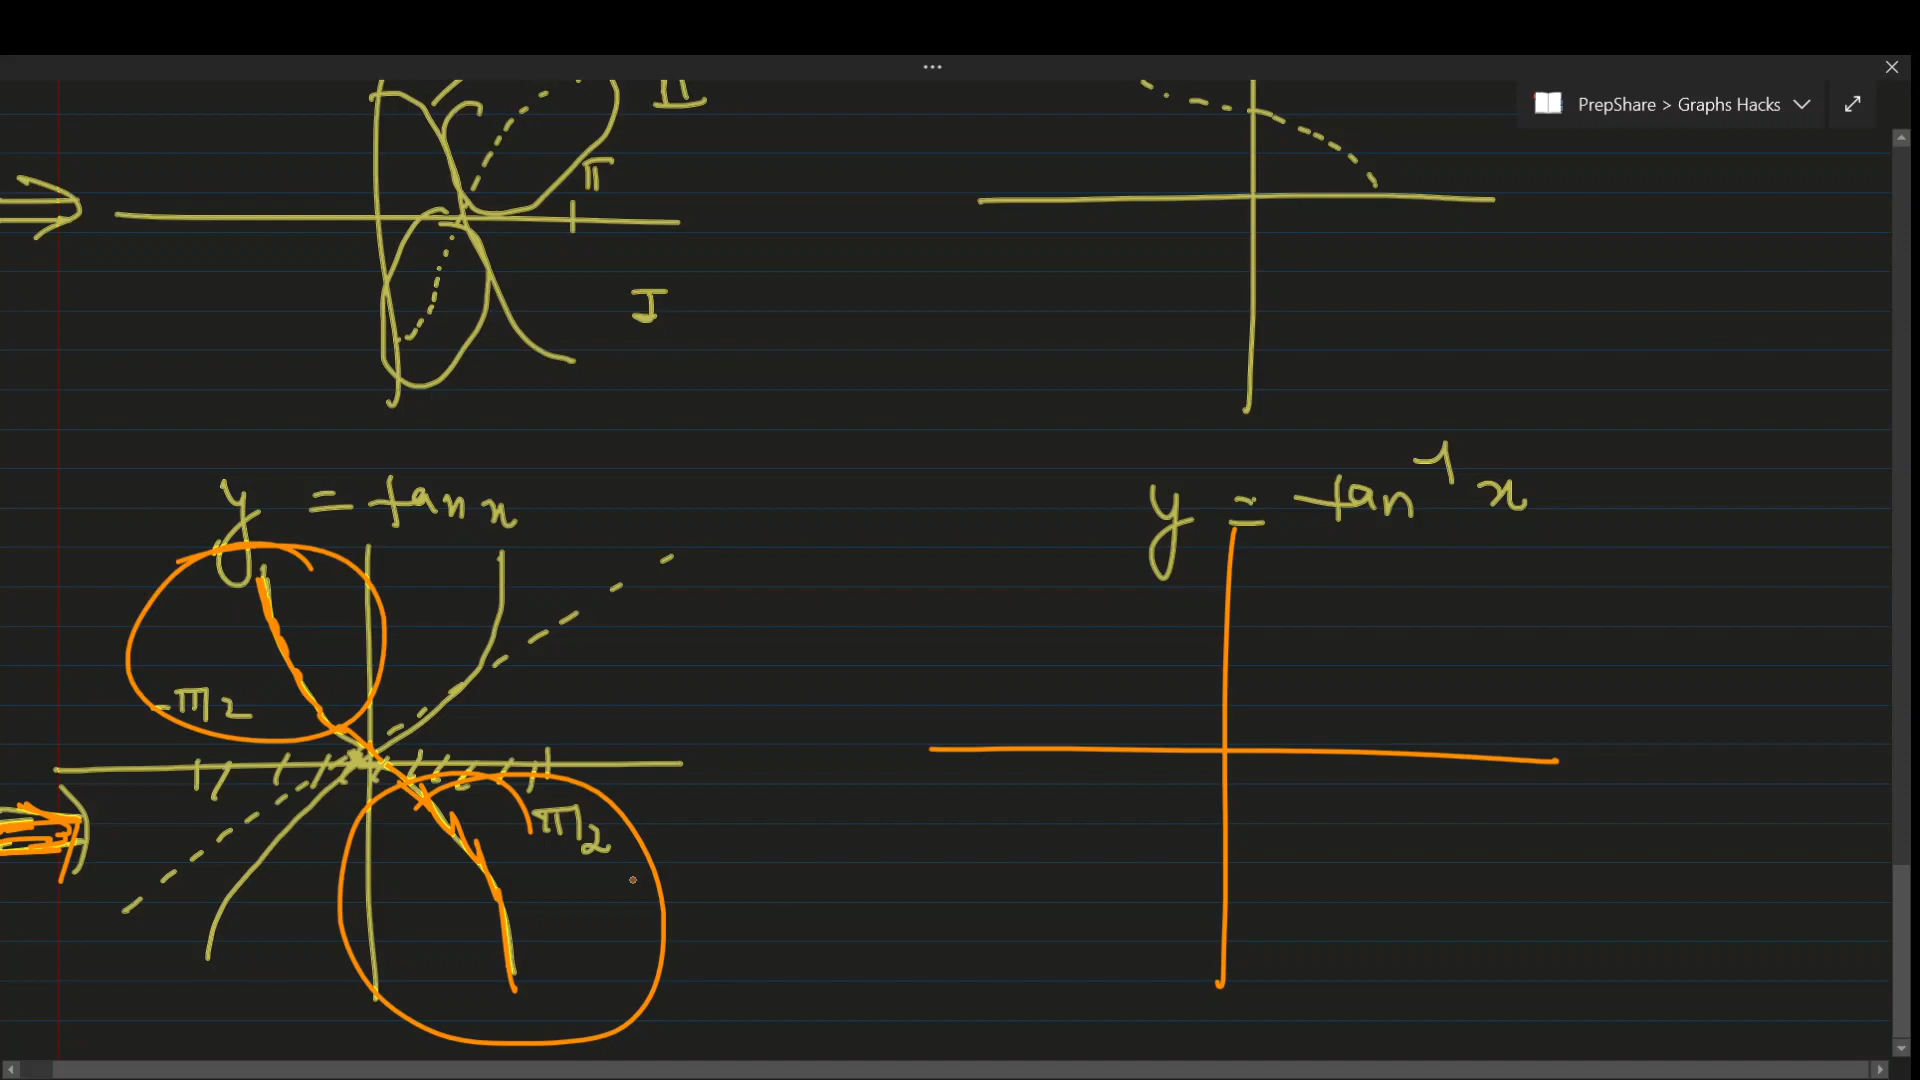 ...
PrepShare > Graphs Hacks
II
π
I
y = tan x
y = tan⁻¹ x
-π/2
π/2